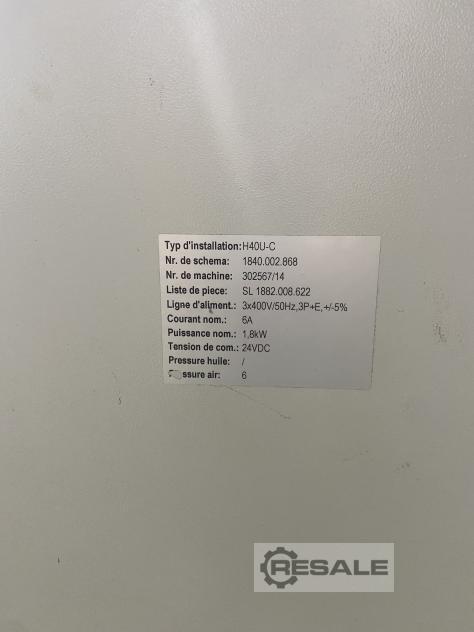 Typ d'installation: H40U-C
Nr. de schema: 1840.002.868
Nr. de machine: 302567/14
Liste de piece: SL 1882.008.622
Ligne d'aliment.: 3x400V/50Hz,3P+E,+/-5%
Courant nom.: 6A
Puissance nom.: 1,8kW
Tension de com.: 24VDC
Pressure huile: /
air: 6
RESALE